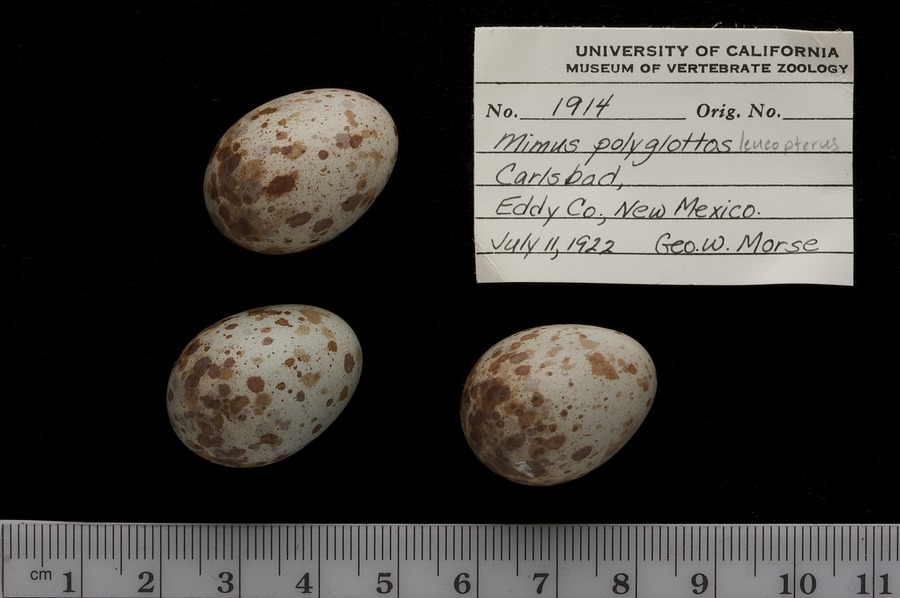 UNIVERSITY OF CALIFORNIA
MUSEUM OF VERTEBRATE ZOOLOGY
No. 1914 Orig. No.
Mimus polyglottos leucopterus
Carlsbad,
Eddy Co., New Mexico.
July 11, 1922 Geo. W. Morse
cm 1 2 3 4 5 6 7 8 9 10 11